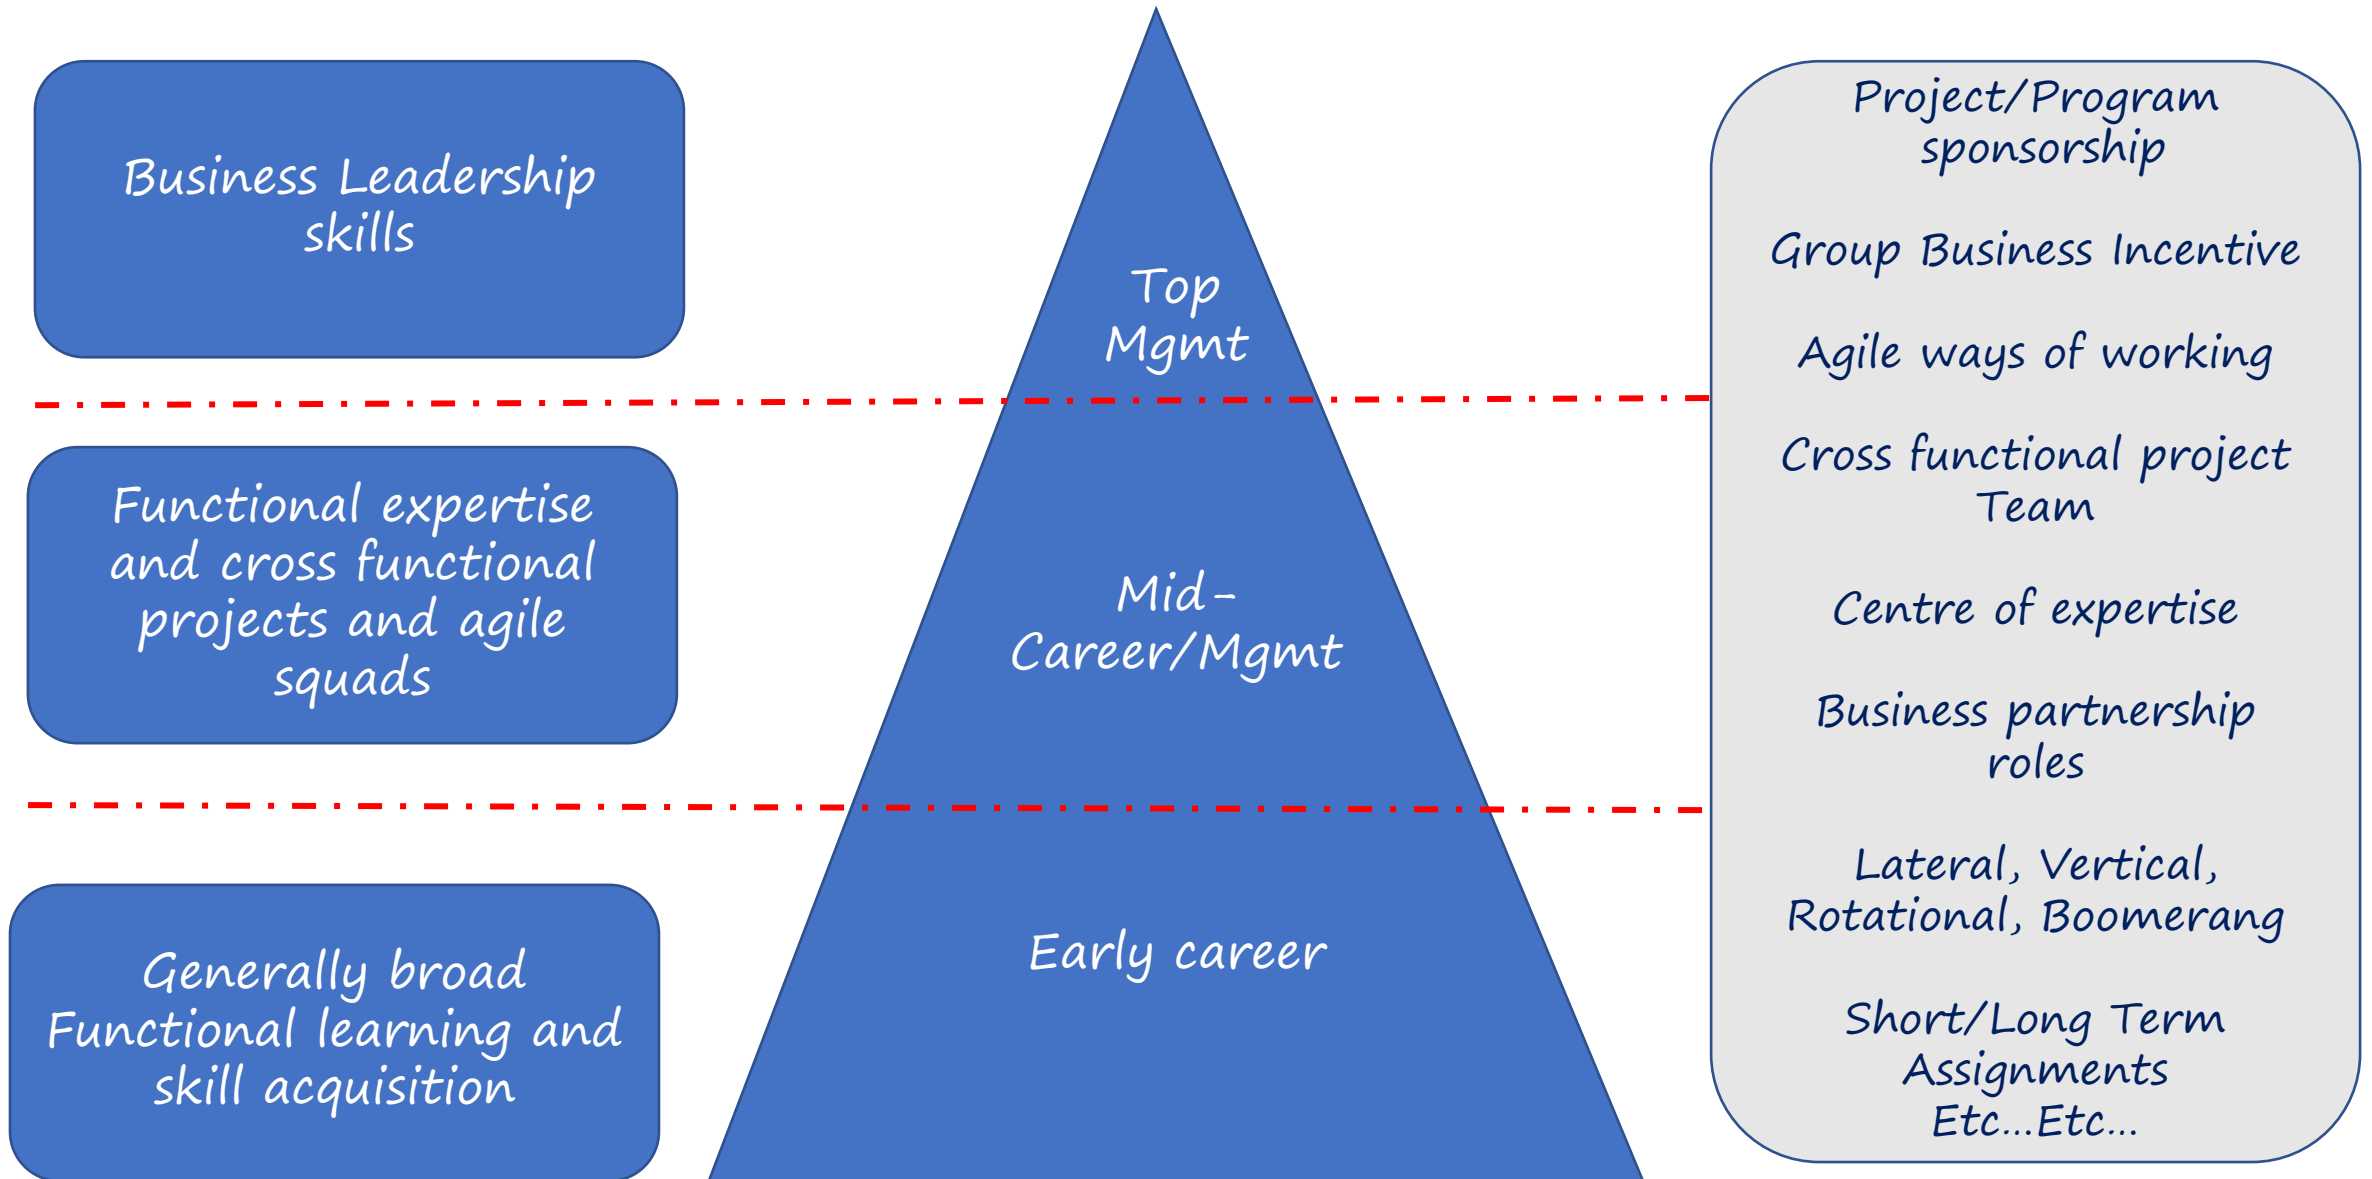 Business Leadership
skills
Functional expertise
and cross functional
projects and agile
squads
Generally broad
Functional learning and
skill acquisition
Top
Mgmt
Mid-
Career/Mgmt
Early career
Project/Program
sponsorship
Group Business Incentive
Agile ways of working
Cross functional project
Team
Centre of expertise
Business partnership
roles
Lateral, Vertical,
Rotational, Boomerang
Short/Long Term
Assignments
Etc...Etc...